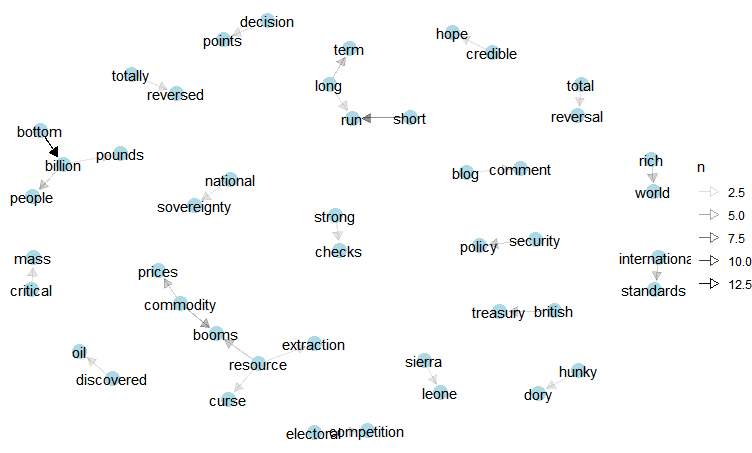 decision
points
term
hope
credible
totally
reversed
long
run
short
total
reversal
bottom
billion
pounds
people
national
sovereignty
blog
comment
rich
world
n
2.5
5.0
7.5
10.0
12.5
strong
checks
policy
security
internationa
standards
mass
critical
prices
commodity
booms
treasury
british
oil
discovered
resource
extraction
curse
sierra
leone
hunky
dory
electoral
competition